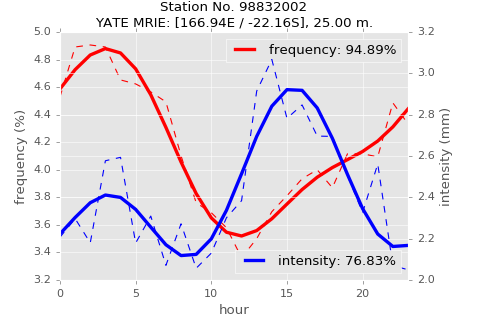 Station No. 98832002
YATE MRIE: [166.94E / -22.16S], 25.00 m.
frequency: 94.89%
intensity: 76.83%
frequency (%)
5.0
4.8
4.6
4.4
4.2
4.0
3.8
3.6
3.4
3.2
intensity (mm)
3.2
3.0
2.8
2.6
2.4
2.2
2.0
0 5 10 15 20
hour